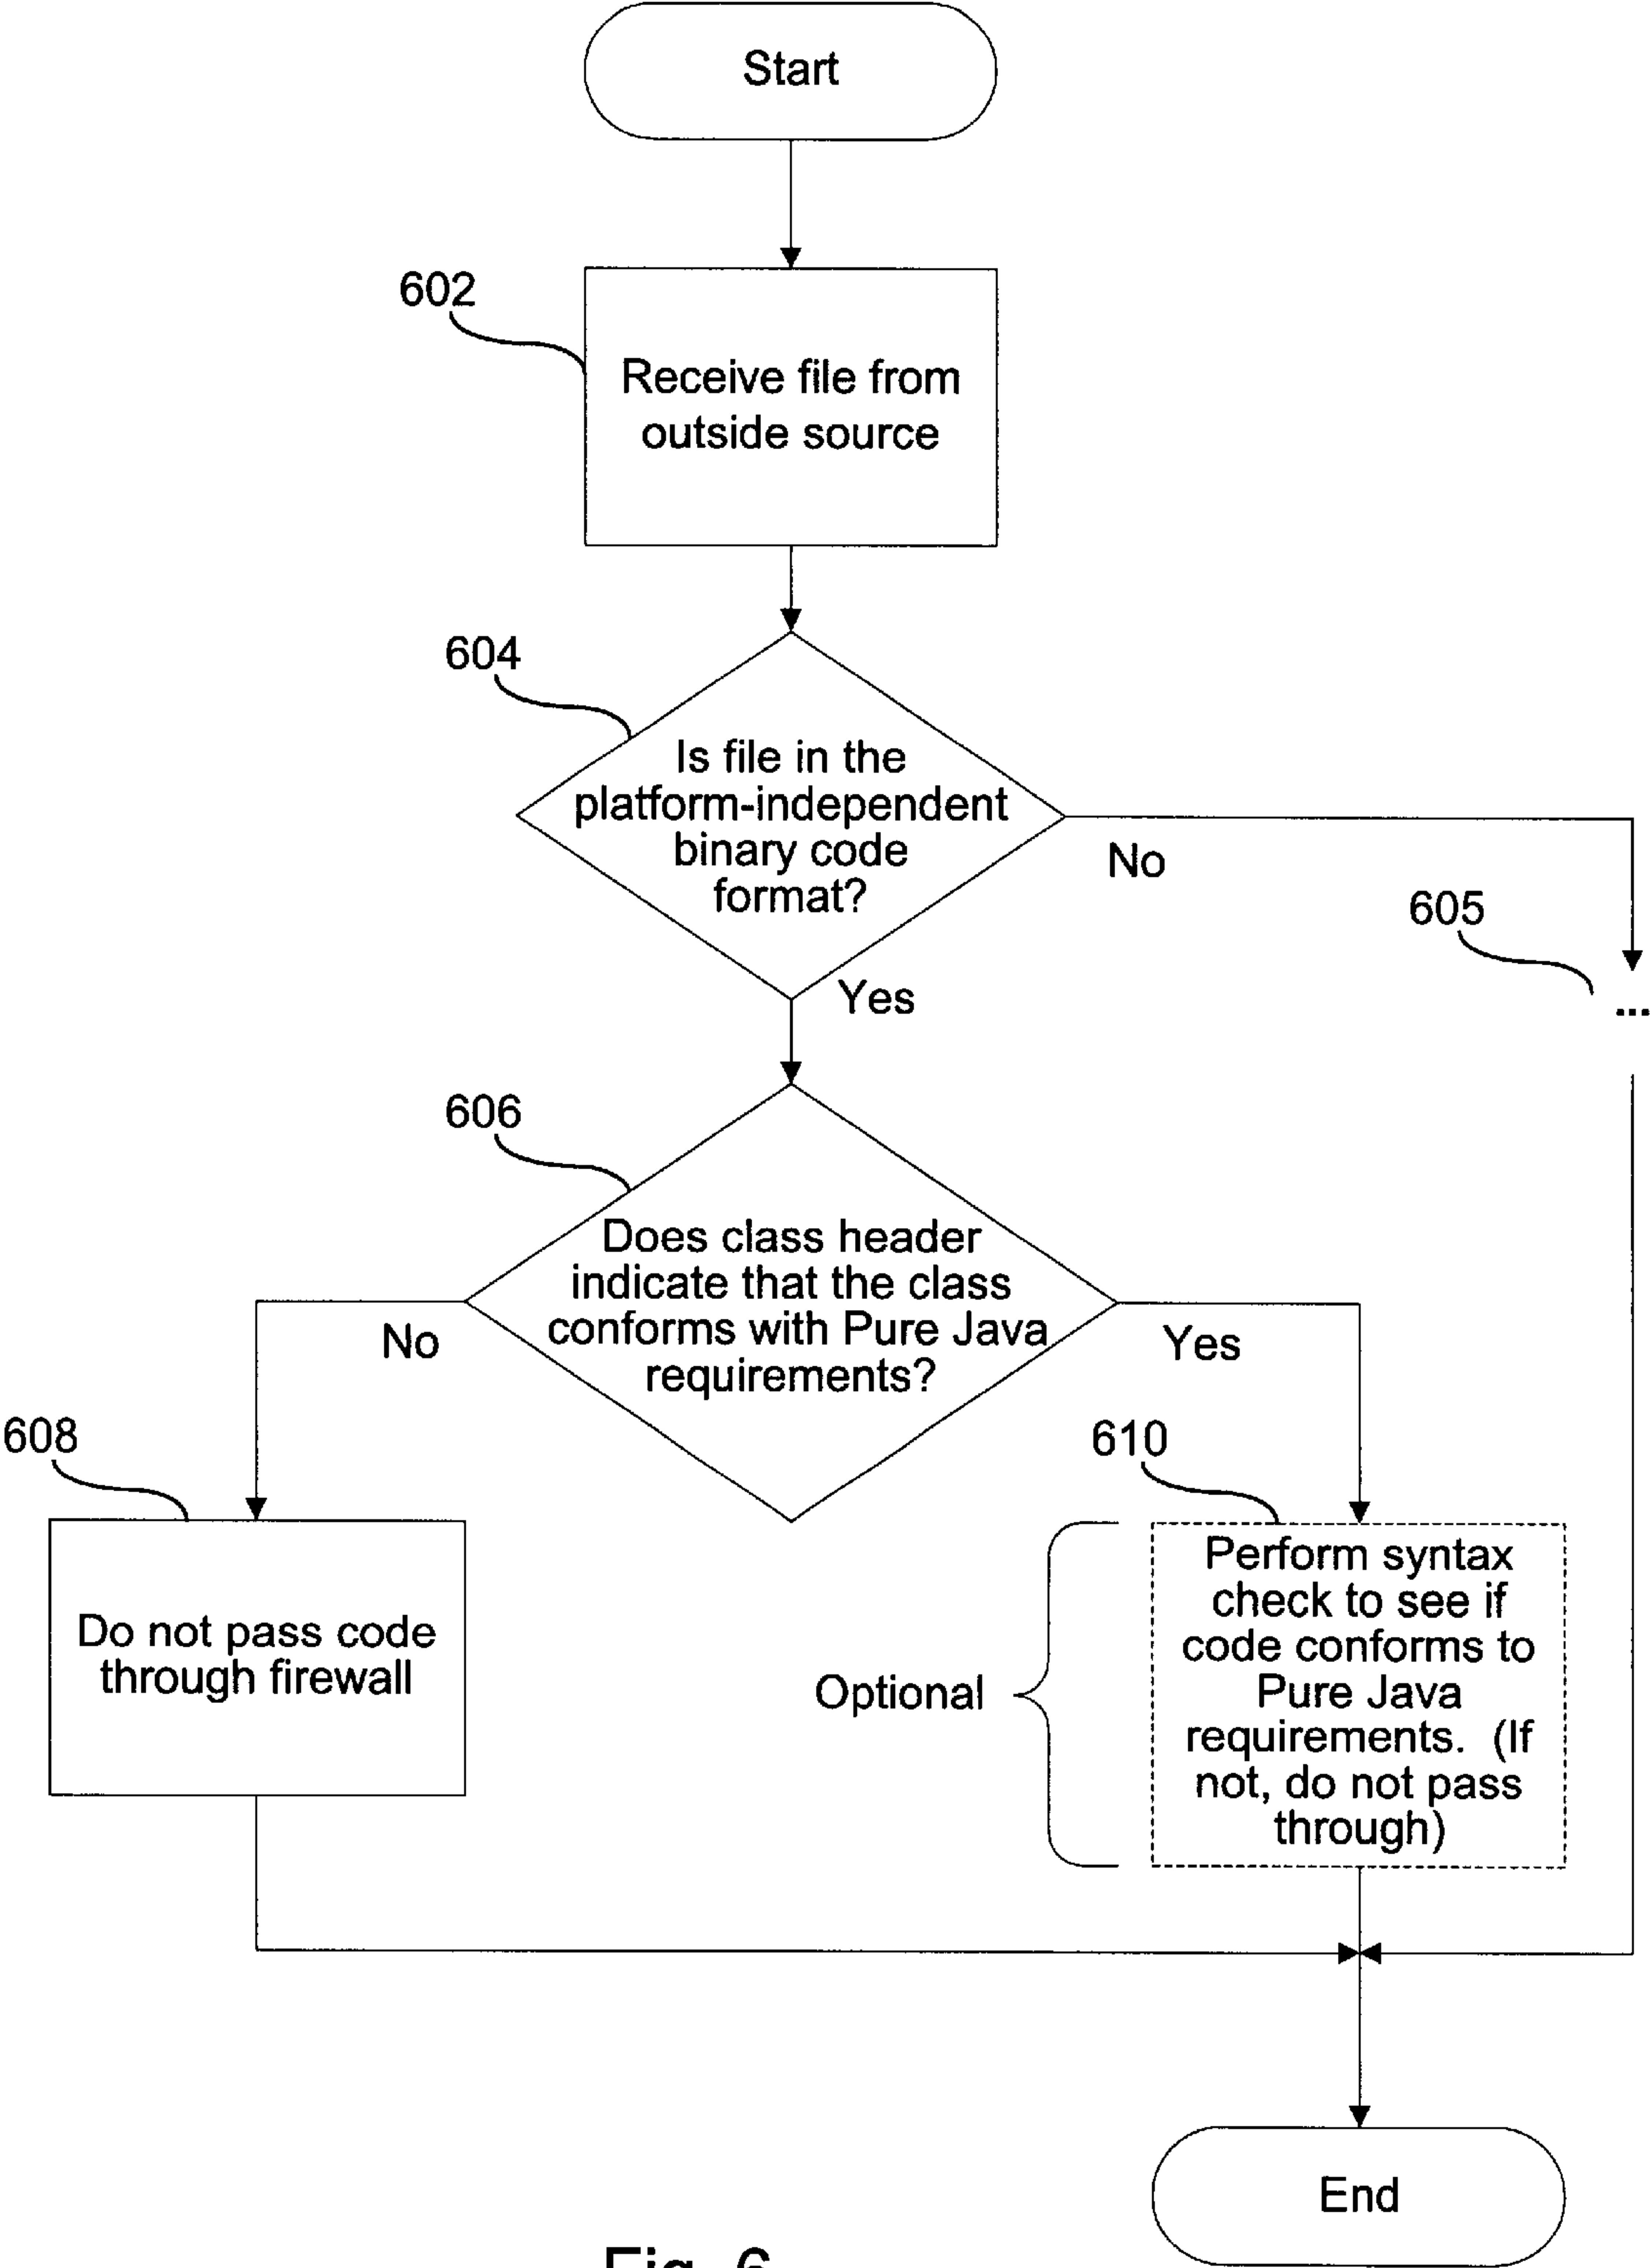 Start
602
Receive file from
outside source
604
Is file in the
platform-independent
binary code
format?
No
605
...
Yes
606
Does class header
indicate that the class
conforms with Pure Java
requirements?
No
Yes
608
610
Do not pass code
through firewall
Optional
Perform syntax
check to see if
code conforms to
Pure Java
requirements. (If
not, do not pass
through)
End
Fig. 6